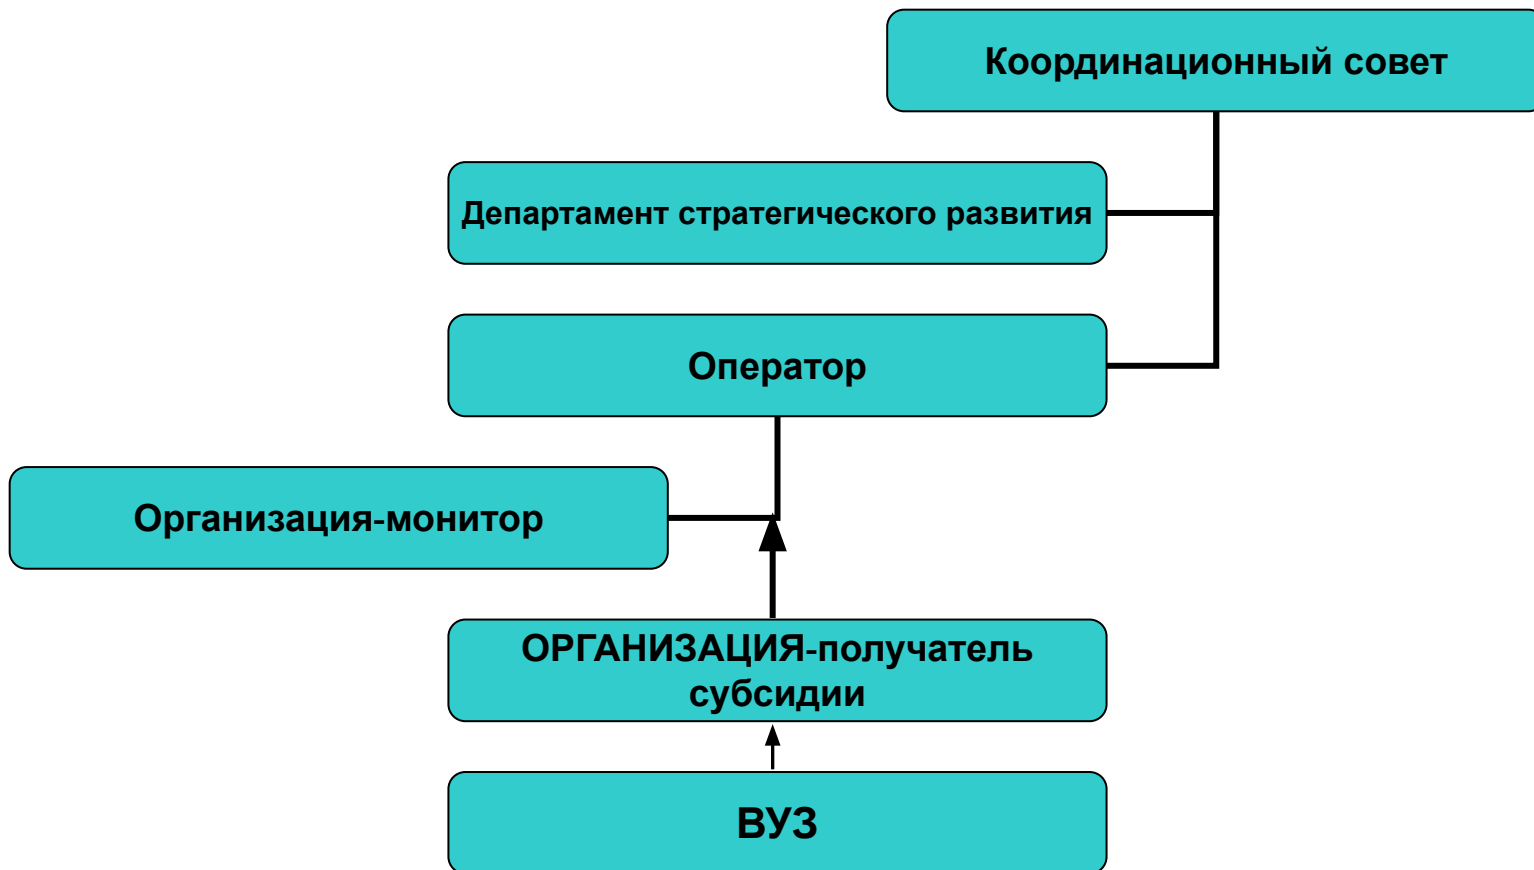 Координационный совет
Департамент стратегического развития
Оператор
Организация-монитор
ОРГАНИЗАЦИЯ-получатель
субсидии
ВУЗ